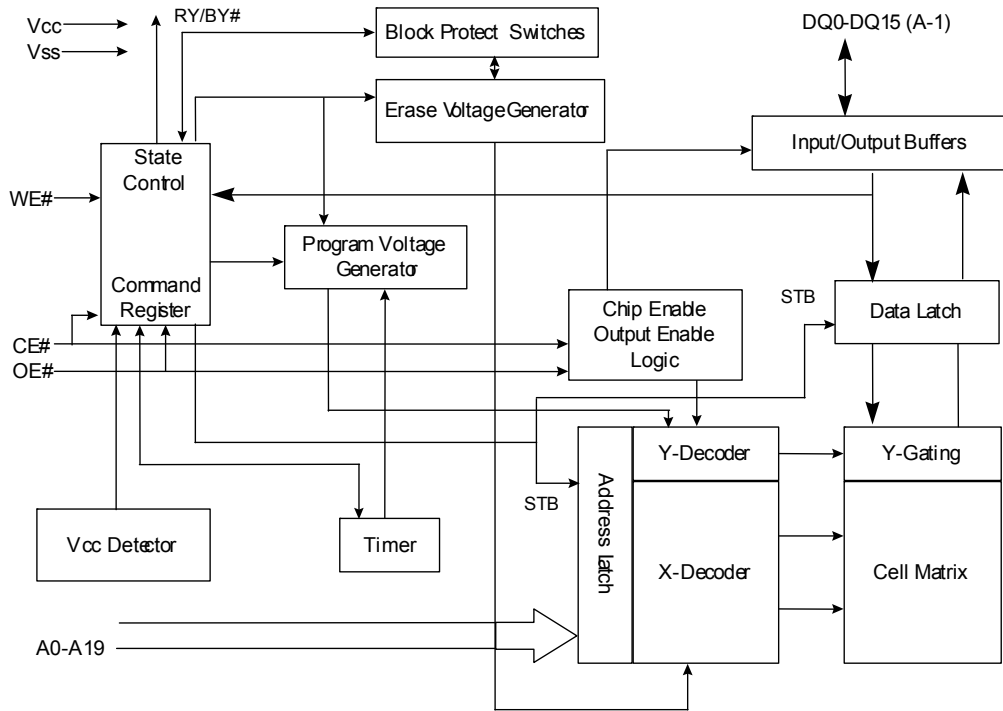 RY/BY#
Vcc
Vss
Block Protect Switches
DQ0-DQ15 (A-1)
Erase Voltage Generator
Input/Output Buffers
State
Control
WE#
Program Voltage
Generator
Command
Register
CE#
OE#
Chip Enable
Output Enable
Logic
STB
Data Latch
STB
Address latch
Y-Decoder
Y-Gating
Vcc Detector
Timer
X-Decoder
Cell Matrix
A0-A19